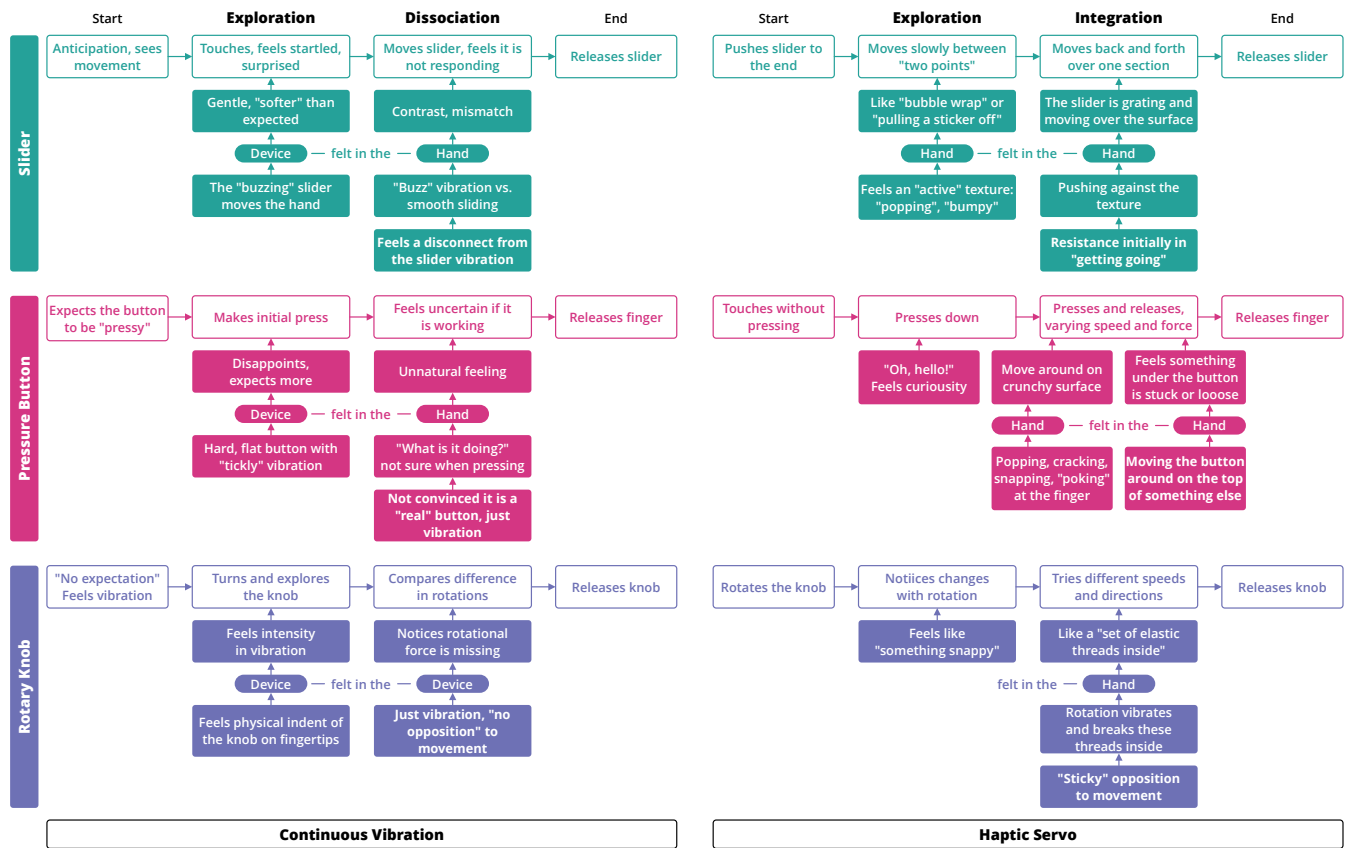 Start
Exploration
Dissociation
End
Start
Exploration
Integration
End
Slider
Anticipation, sees
movement
Touches, feels startled,
surprised
Moves slider, feels it is
not responding
Releases slider
Gentle, "softer" than
expected
Contrast, mismatch
Device — felt in the — Hand
The "buzzing" slider
moves the hand
"Buzz" vibration vs.
smooth sliding
Feels a disconnect from
the slider vibration
Pushes slider to
the end
Moves slowly between
"two points"
Moves back and forth
over one section
Releases slider
Like "bubble wrap" or
"pulling a sticker off"
The slider is grating and
moving over the surface
Hand — felt in the — Hand
Feels an "active" texture:
"popping", "bumpy"
Pushing against the
texture
Resistance initially in
"getting going"
Pressure Button
Expects the button
to be "pressy"
Makes initial press
Feels uncertain if it
is working
Releases finger
Disappoints,
expects more
Unnatural feeling
Device — felt in the — Hand
Hard, flat button with
"tickly" vibration
"What is it doing?"
not sure when pressing
Not convinced it is a
"real" button, just
vibration
Touches without
pressing
Presses down
Presses and releases,
varying speed and force
Releases finger
"Oh, hello!"
Feels curiousity
Move around on
crunchy surface
Feels something
under the button
is stuck or looose
Hand — felt in the — Hand
Popping, cracking,
snapping, "poking"
at the finger
Moving the button
around on the top
of something else
Rotary Knob
"No expectation"
Feels vibration
Turns and explores
the knob
Compares difference
in rotations
Releases knob
Feels intensity
in vibration
Notices rotational
force is missing
Device — felt in the — Device
Feels physical indent of
the knob on fingertips
Just vibration, "no
opposition" to
movement
Rotates the knob
Notiices changes
with rotation
Tries different speeds
and directions
Releases knob
Feels like
"something snappy"
Like a "set of elastic
threads inside"
felt in the — Hand
Rotation vibrates
and breaks these
threads inside
"Sticky" opposition
to movement
Continuous Vibration
Haptic Servo